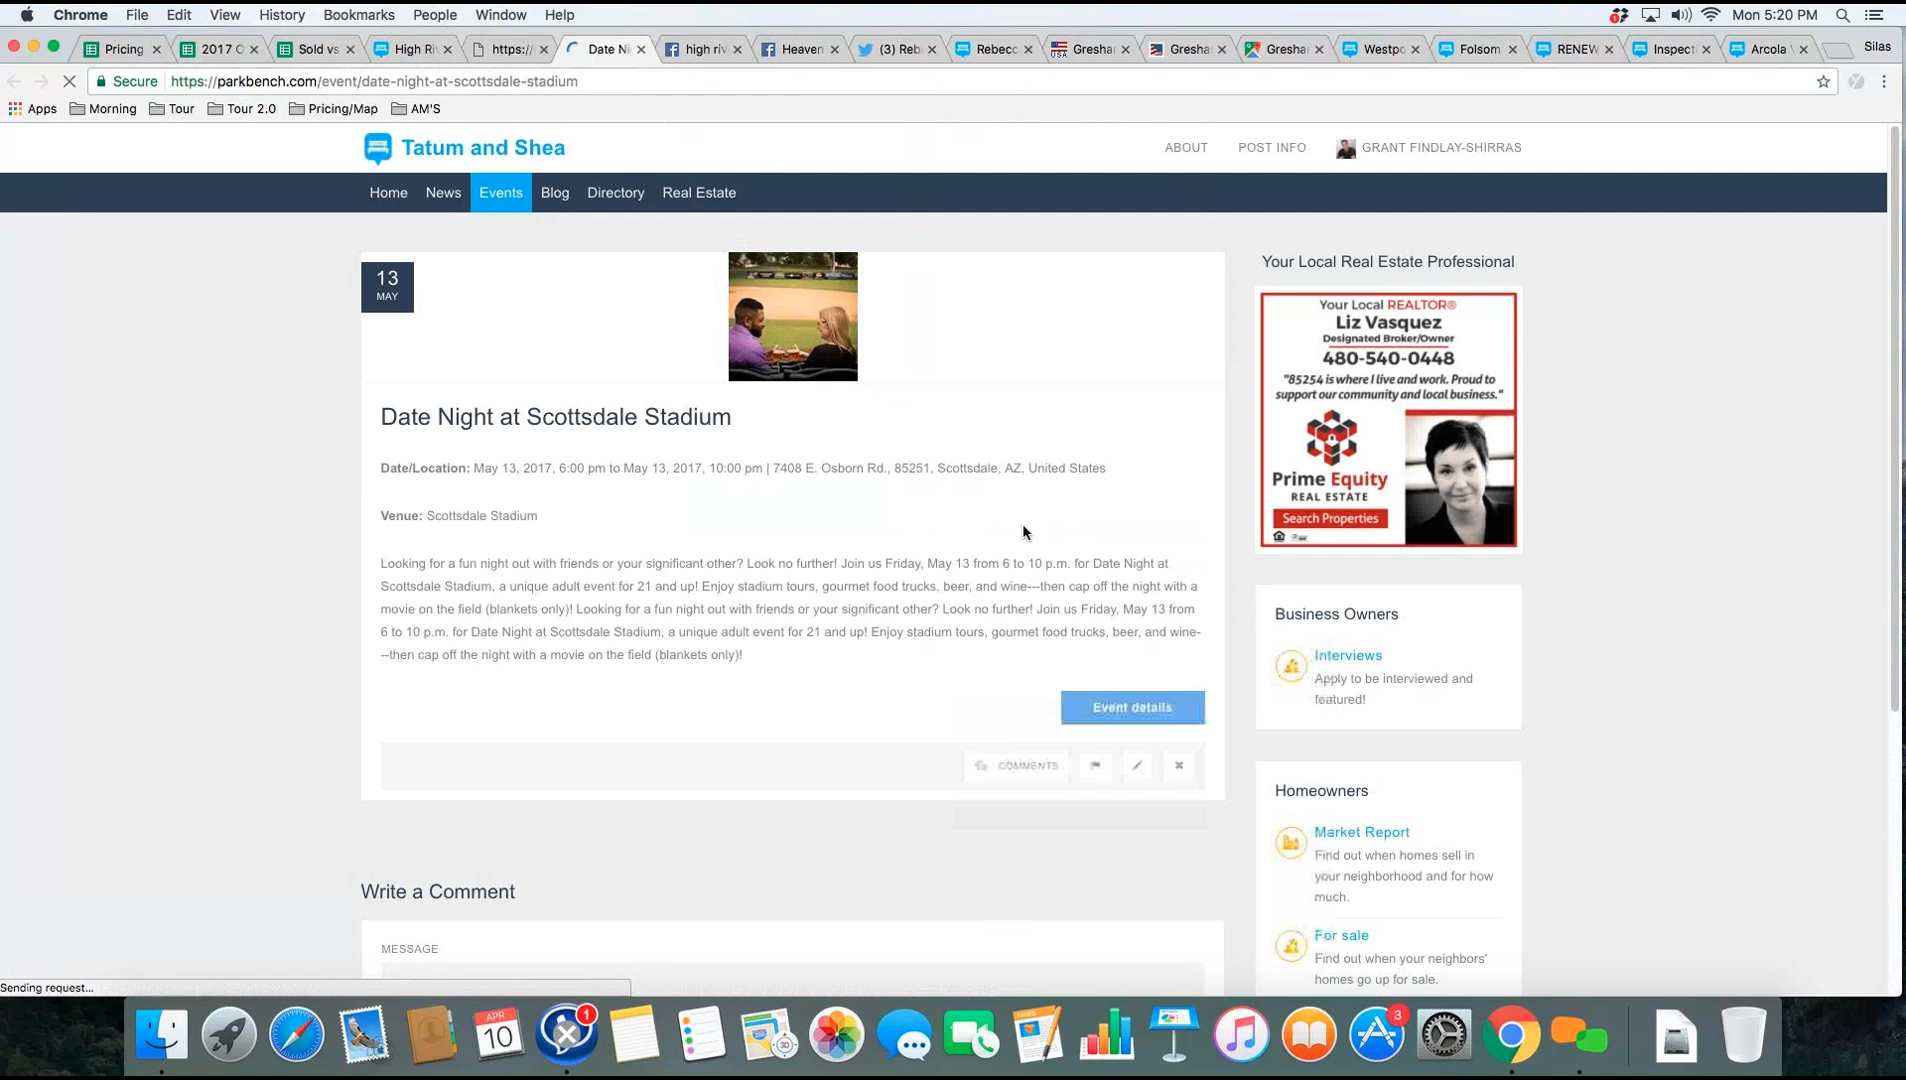 Chrome File Edit View History Bookmarks People Window Help Mon 5:20 PM
Pricing 2017 O Sold vs High Riv https:/ Date Ni high riv Heaven (3) Reb Rebecc Gresha Gresha Gresha Westpo Folsom RENEW Inspect Arcola Silas
Secure https://parkbench.com/event/date-night-at-scottsdale-stadium
Apps Morning Tour Tour 2.0 Pricing/Map AM'S
Tatum and Shea ABOUT POST INFO GRANT FINDLAY-SHIRRAS
Home News Events Blog Directory Real Estate
13
MAY
Date Night at Scottsdale Stadium
Date/Location: May 13, 2017, 6:00 pm to May 13, 2017, 10:00 pm | 7408 E. Osborn Rd., 85251, Scottsdale, AZ, United States
Venue: Scottsdale Stadium
Looking for a fun night out with friends or your significant other? Look no further! Join us Friday, May 13 from 6 to 10 p.m. for Date Night at
Scottsdale Stadium, a unique adult event for 21 and up! Enjoy stadium tours, gourmet food trucks, beer, and wine---then cap off the night with a
movie on the field (blankets only)! Looking for a fun night out with friends or your significant other? Look no further! Join us Friday, May 13 from
6 to 10 p.m. for Date Night at Scottsdale Stadium, a unique adult event for 21 and up! Enjoy stadium tours, gourmet food trucks, beer, and wine-
--then cap off the night with a movie on the field (blankets only)!
Event details
COMMENTS
Write a Comment
MESSAGE
Your Local Real Estate Professional
Your Local REALTOR®
Liz Vasquez
Designated Broker/Owner
480-540-0448
"85254 is where I live and work. Proud to
support our community and local business."
Prime Equity
REAL ESTATE
Search Properties
Business Owners
Interviews
Apply to be interviewed and
featured!
Homeowners
Market Report
Find out when homes sell in
your neighborhood and for how
much.
For sale
Find out when your neighbors'
homes go up for sale.
Sending request...
APR
10
1
3D
3